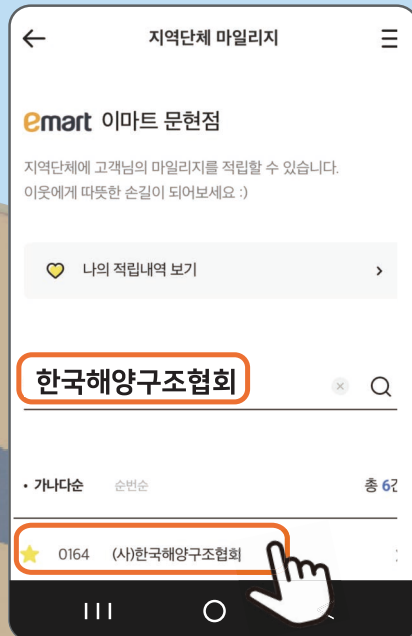 지역단체 마일리지
emart 이마트 문현점
지역단체에 고객님의 마일리지를 적립할 수 있습니다.
이웃에게 따뜻한 손길이 되어보세요 :)
나의 적립내역 보기
한국해양구조협회
• 가나다순 순번순 총 6
0164 (사)한국해양구조협회